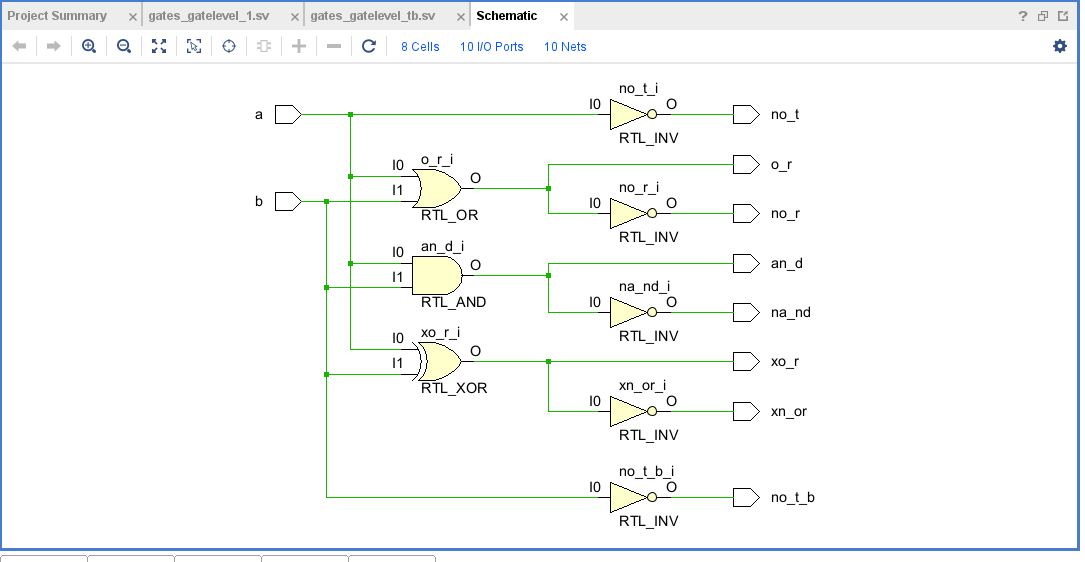 Project Summary × gates_gatelevel_1.sv × gates_gatelevel_tb.sv × Schematic × ?
8 Cells 10 I/O Ports 10 Nets
no_t_i
a I0 O no_t
RTL_INV
o_r_i
I0 O o_r
I1
RTL_OR
b
no_r_i
I0 O no_r
RTL_INV
an_d_i
I0 O an_d
I1
RTL_AND
na_nd_i
I0 O na_nd
RTL_INV
xo_r_i
I0 O xo_r
I1
RTL_XOR
xn_or_i
I0 O xn_or
RTL_INV
no_t_b_i
I0 O no_t_b
RTL_INV